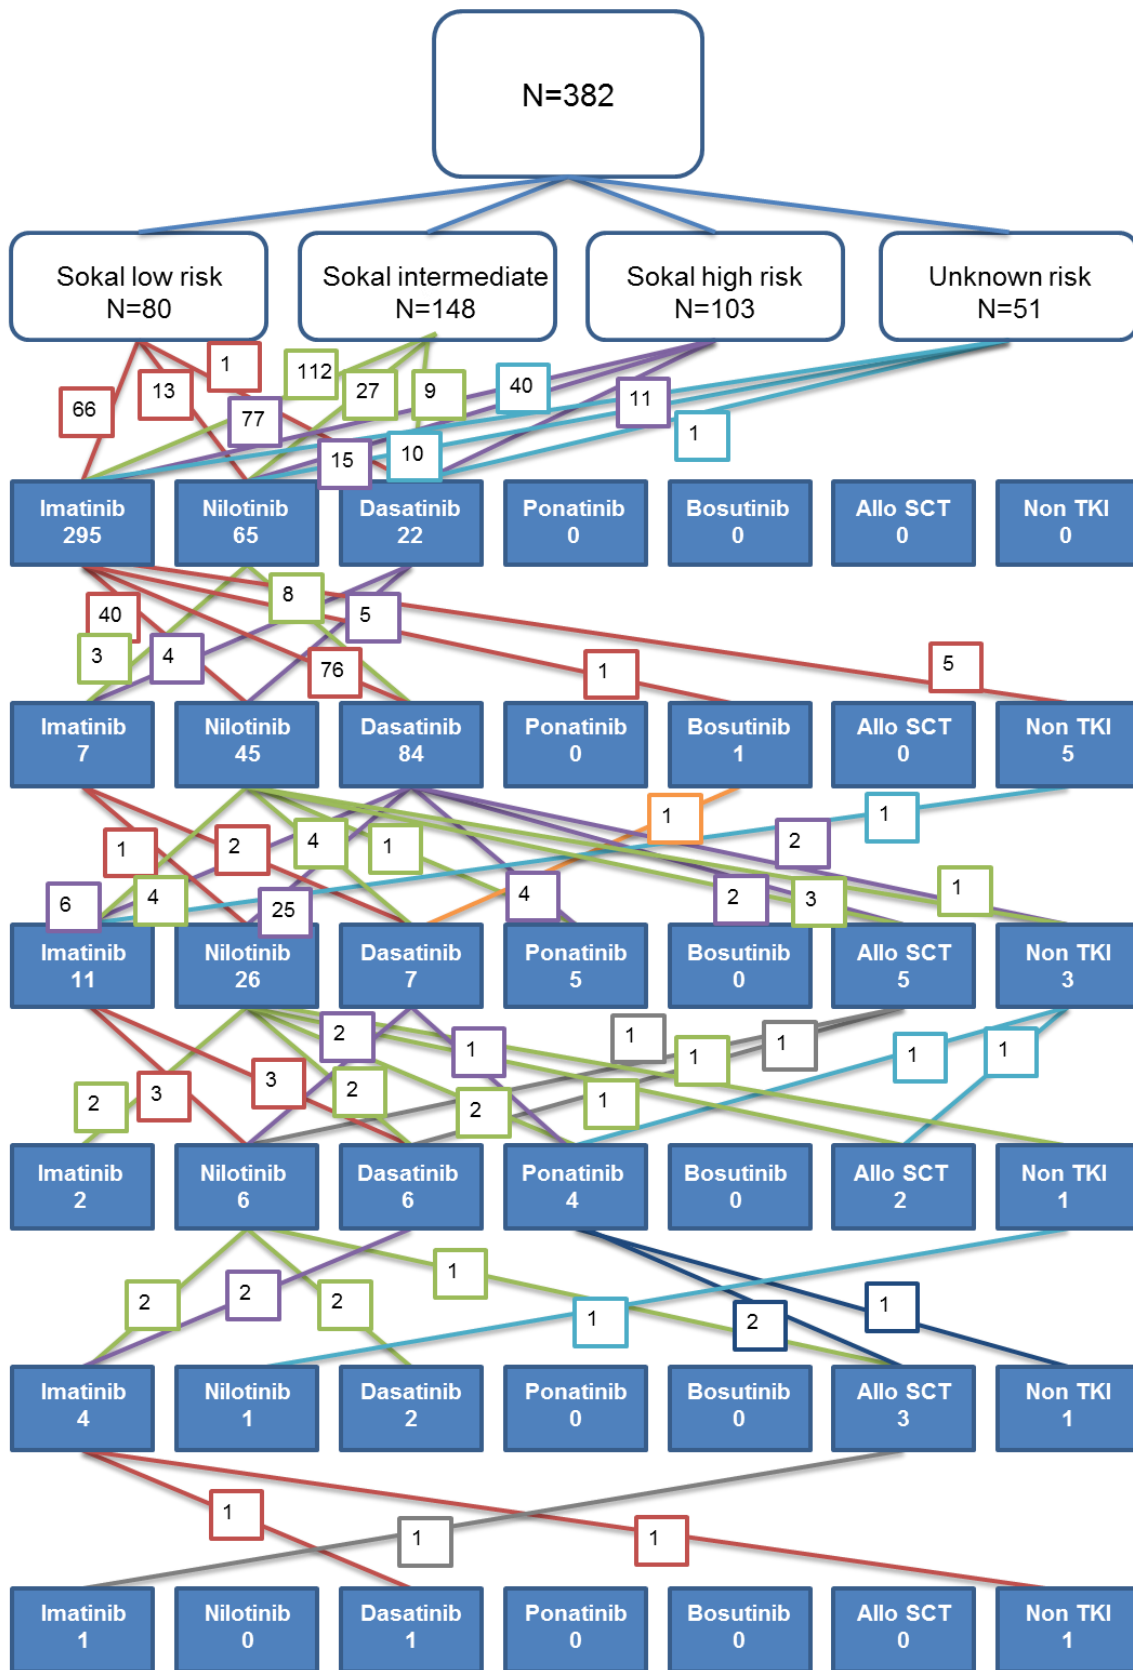 N=382
Sokal low risk
N=80
Sokal intermediate
N=148
Sokal high risk
N=103
Unknown risk
N=51
1
112
66
13
27
9
40
11
77
1
15
10
Imatinib
295
Nilotinib
65
Dasatinib
22
Ponatinib
0
Bosutinib
0
Allo SCT
0
Non TKI
0
8
40
5
3
4
76
1
5
Imatinib
7
Nilotinib
45
Dasatinib
84
Ponatinib
0
Bosutinib
1
Allo SCT
0
Non TKI
5
1
1
1
2
4
1
2
6
4
25
4
2
3
1
Imatinib
11
Nilotinib
26
Dasatinib
7
Ponatinib
5
Bosutinib
0
Allo SCT
5
Non TKI
3
2
1
1
1
1
1
1
2
3
3
2
2
1
Imatinib
2
Nilotinib
6
Dasatinib
6
Ponatinib
4
Bosutinib
0
Allo SCT
2
Non TKI
1
1
2
2
2
1
2
1
Imatinib
4
Nilotinib
1
Dasatinib
2
Ponatinib
0
Bosutinib
0
Allo SCT
3
Non TKI
1
1
1
1
Imatinib
1
Nilotinib
0
Dasatinib
1
Ponatinib
0
Bosutinib
0
Allo SCT
0
Non TKI
1